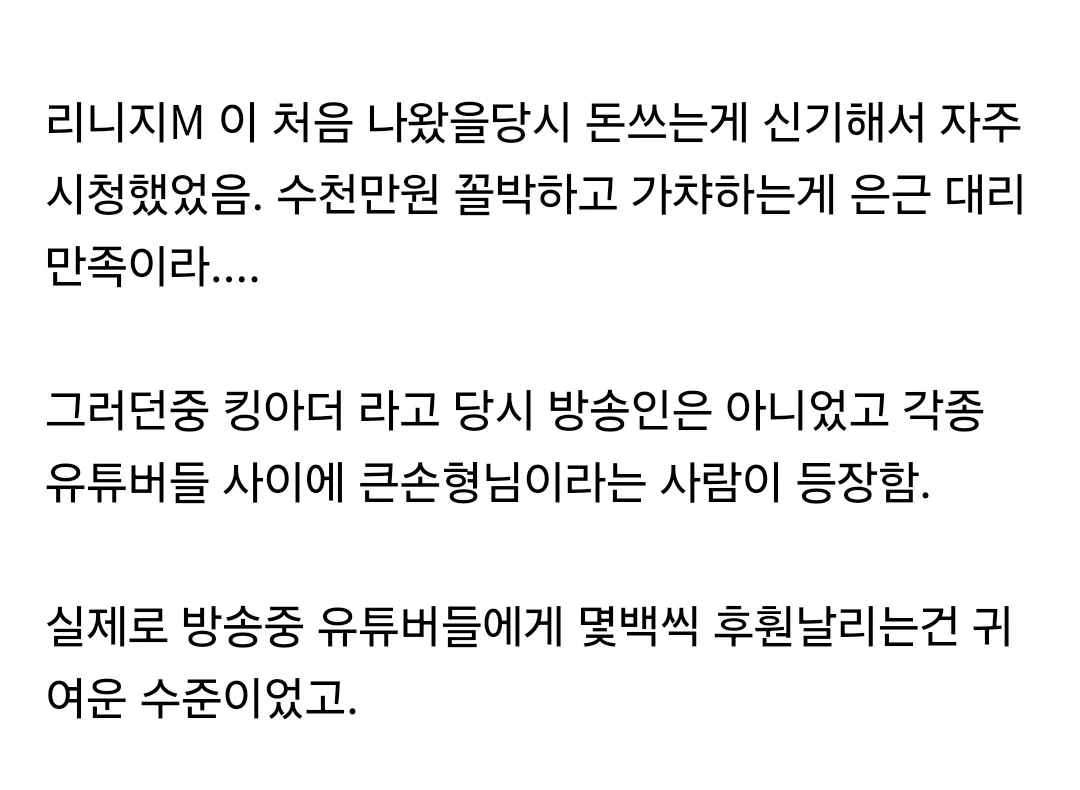 리니지M 이 처음 나왔을당시 돈쓰는게 신기해서 자주
시청했었음. 수천만원 꼴박하고 가챠하는게 은근 대리
만족이라....
그러던중 킹아더 라고 당시 방송인은 아니었고 각종
유튜버들 사이에 큰손형님이라는 사람이 등장함.
실제로 방송중 유튜버들에게 몇백씩 후훤날리는건 귀
여운 수준이었고.